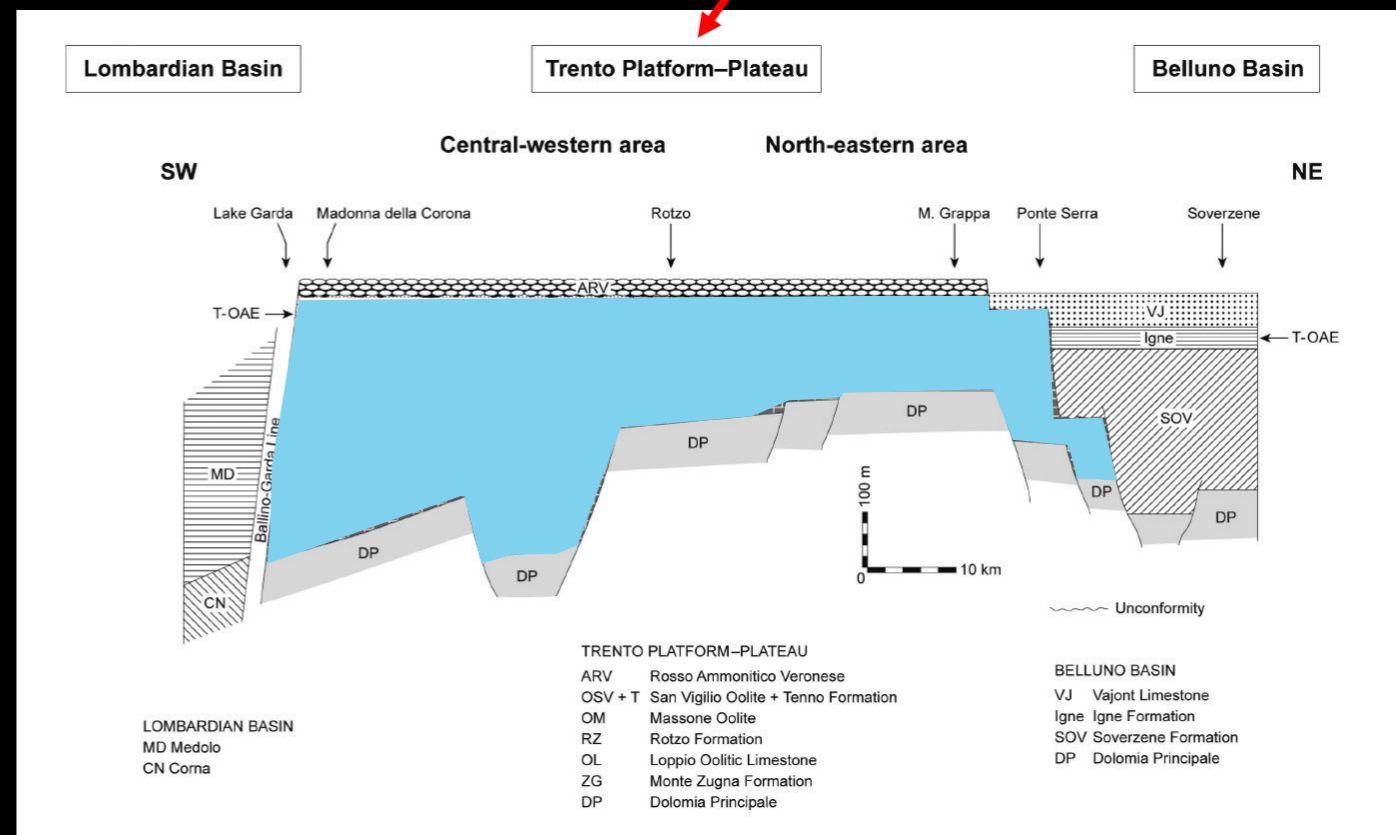 Lombardian Basin
Trento Platform–Plateau
Belluno Basin
Central-western area
North-eastern area
SW
NE
Lake Garda
Madonna della Corona
Rotzo
M. Grappa
Ponte Serra
Soverzene
ARV
T-OAE
VJ
Igne
T-OAE
Ballino-Garda Line
MD
CN
DP
DP
DP
DP
DP
SOV
DP
100 m
0
10 km
Unconformity
LOMBARDIAN BASIN
MD Medolo
CN Corna
TRENTO PLATFORM–PLATEAU
ARV Rosso Ammonitico Veronese
OSV + T San Vigilio Oolite + Tenno Formation
OM Massone Oolite
RZ Rotzo Formation
OL Loppio Oolitic Limestone
ZG Monte Zugna Formation
DP Dolomia Principale
BELLUNO BASIN
VJ Vajont Limestone
Igne Igne Formation
SOV Soverzene Formation
DP Dolomia Principale